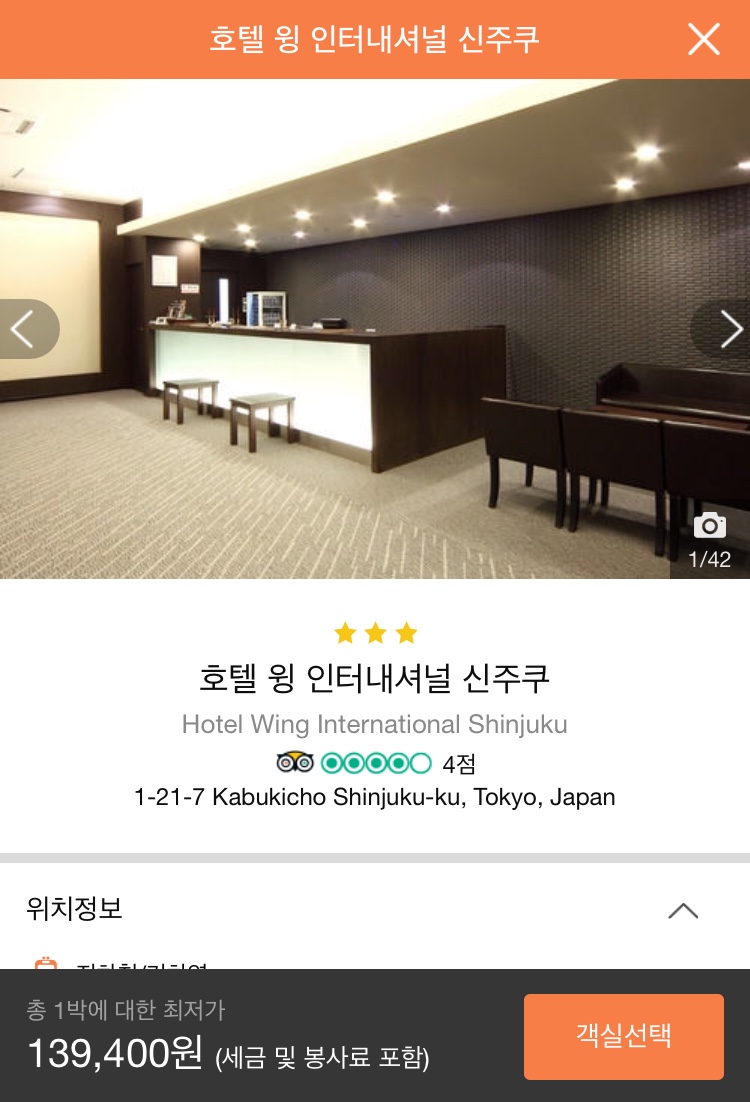 호텔 윙 인터내셔널 신주쿠
1/42
호텔 윙 인터내셔널 신주쿠
Hotel Wing International Shinjuku
4점
1-21-7 Kabukicho Shinjuku-ku, Tokyo, Japan
위치정보
총 1박에 대한 최저가
139,400원 (세금 및 봉사료 포함)
객실선택